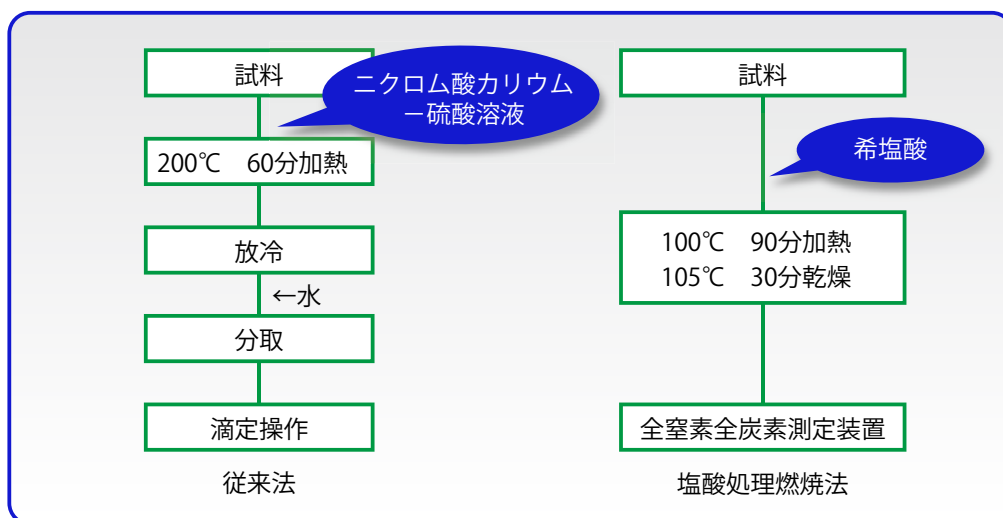 試料
ニクロム酸カリウム
－硫酸溶液
200℃　60分加熱
放冷
←水
分取
滴定操作
従来法
試料
希塩酸
100℃　90分加熱
105℃　30分乾燥
全窒素全炭素測定装置
塩酸処理燃焼法